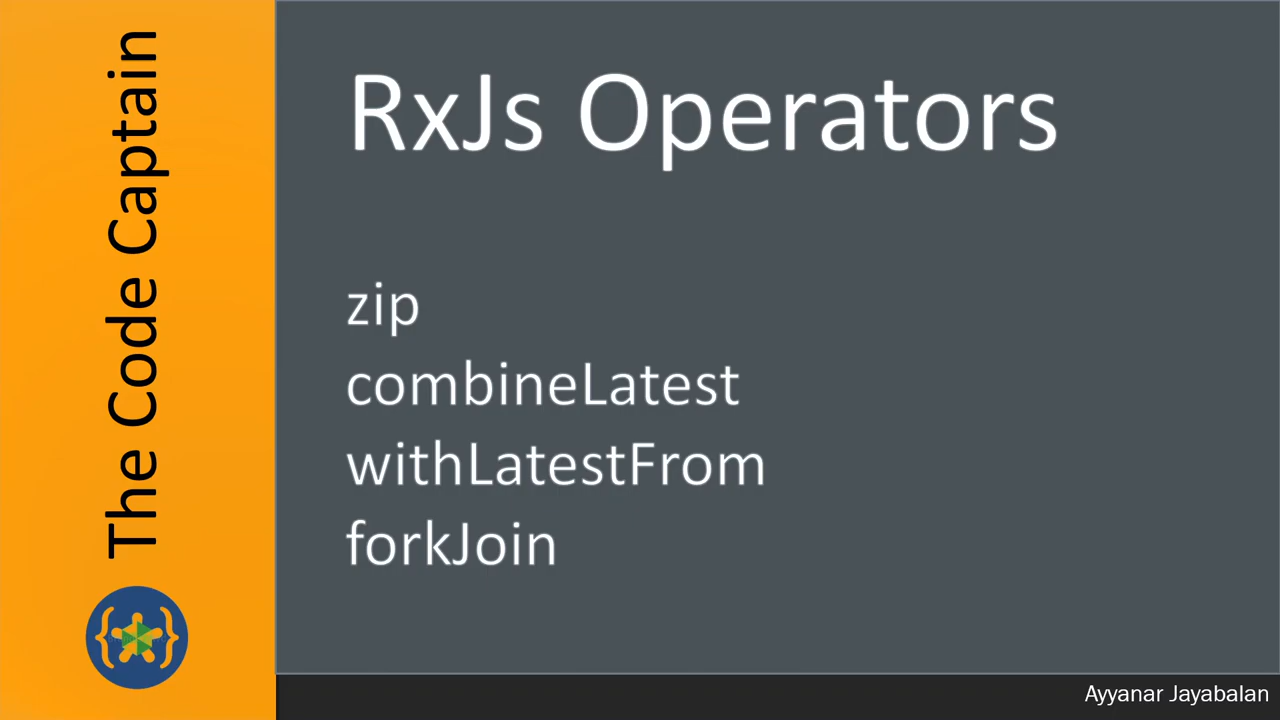 The Code Captain
RxJs Operators
zip
combineLatest
withLatestFrom
forkJoin
Ayyanar Jayabalan